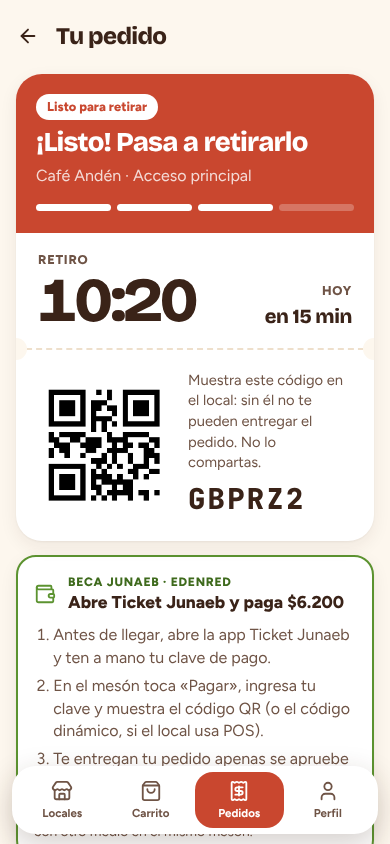 Tu pedido
Listo para retirar
¡Listo! Pasa a retirarlo
Café Andén · Acceso principal
RETIRO
10:20
HOY
en 15 min
Muestra este código en
el local: sin él no te
pueden entregar el
pedido. No lo
compartas.
GBPRZ2
BECA JUNAEB · EDENRED
Abre Ticket Junaeb y paga $6.200
1. Antes de llegar, abre la app Ticket Junaeb
y ten a mano tu clave de pago.
2. En el mesón toca «Pagar», ingresa tu
clave y muestra el código QR (o el código
dinámico, si el local usa POS).
3. Te entregan tu pedido apenas se apruebe
Locales
Carrito
Pedidos
Perfil